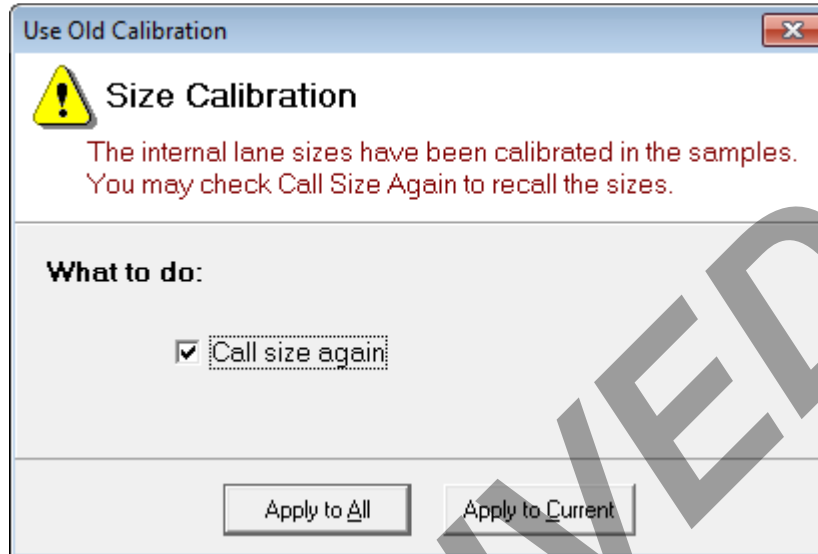 Use Old Calibration
Size Calibration
The internal lane sizes have been calibrated in the samples.
You may check Call Size Again to recall the sizes.
What to do:
Call size again
Apply to All
Apply to Current